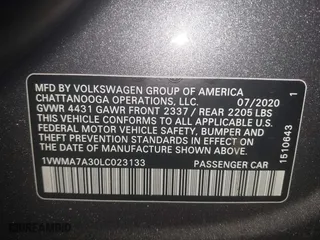 MFD BY VOLKSWAGEN GROUP OF AMERICA
CHATTANOOGA OPERATIONS, LLC. 07/2020
GVWR 4431 GAWR FRONT 2337 / REAR 2205 LBS
THIS VEHICLE CONFORMS TO ALL APPLICABLE
FEDERAL MOTOR VEHICLE SAFETY, BUMPER AND
THEFT PREVENTION STANDARDS IN EFFECT
ON THE DATE OF MANUFACTURE SHOWN ABOVE
1VWMA7A30LC023133 PASSENGER CAR
1510643 1